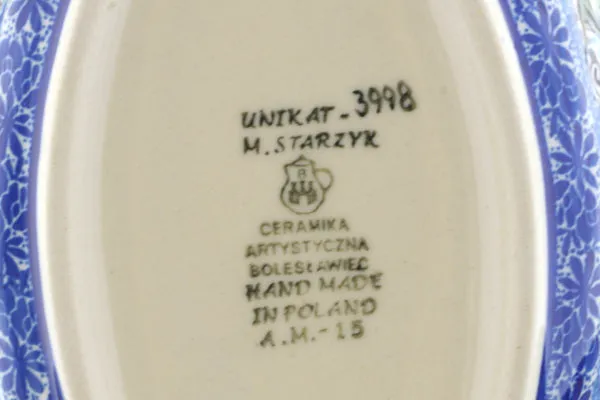 UNIKAT-3998
M. STARZYK
B
CERAMIKA
ARTYSTYCZNA
BOLESŁAWIEC
HAND MADE
IN POLAND
A.M.-15